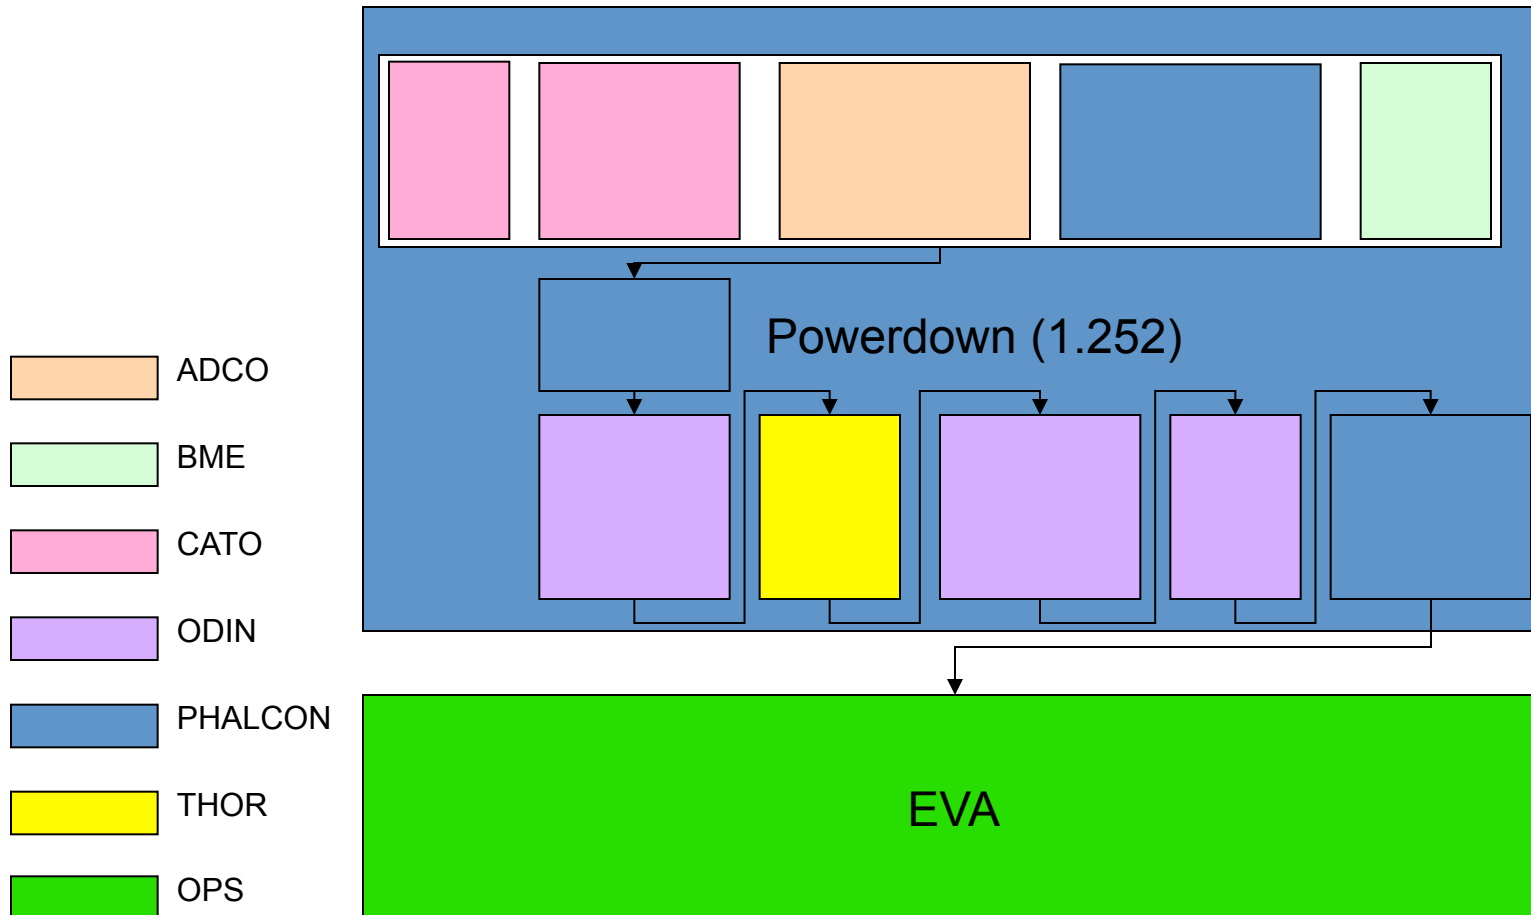 Powerdown (1.252)
ADCO
BME
CATO
ODIN
PHALCON
THOR
OPS
EVA